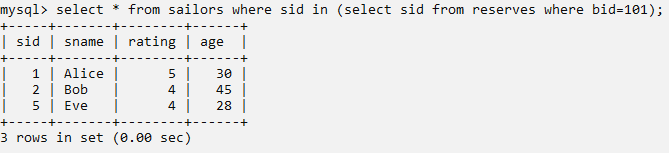 mysql> select * from sailors where sid in (select sid from reserves where bid=101);
+-----+-------+--------+------+
| sid | sname | rating | age  |
+-----+-------+--------+------+
|   1 | Alice |      5 |   30 |
|   2 | Bob   |      4 |   45 |
|   5 | Eve   |      4 |   28 |
+-----+-------+--------+------+
3 rows in set (0.00 sec)